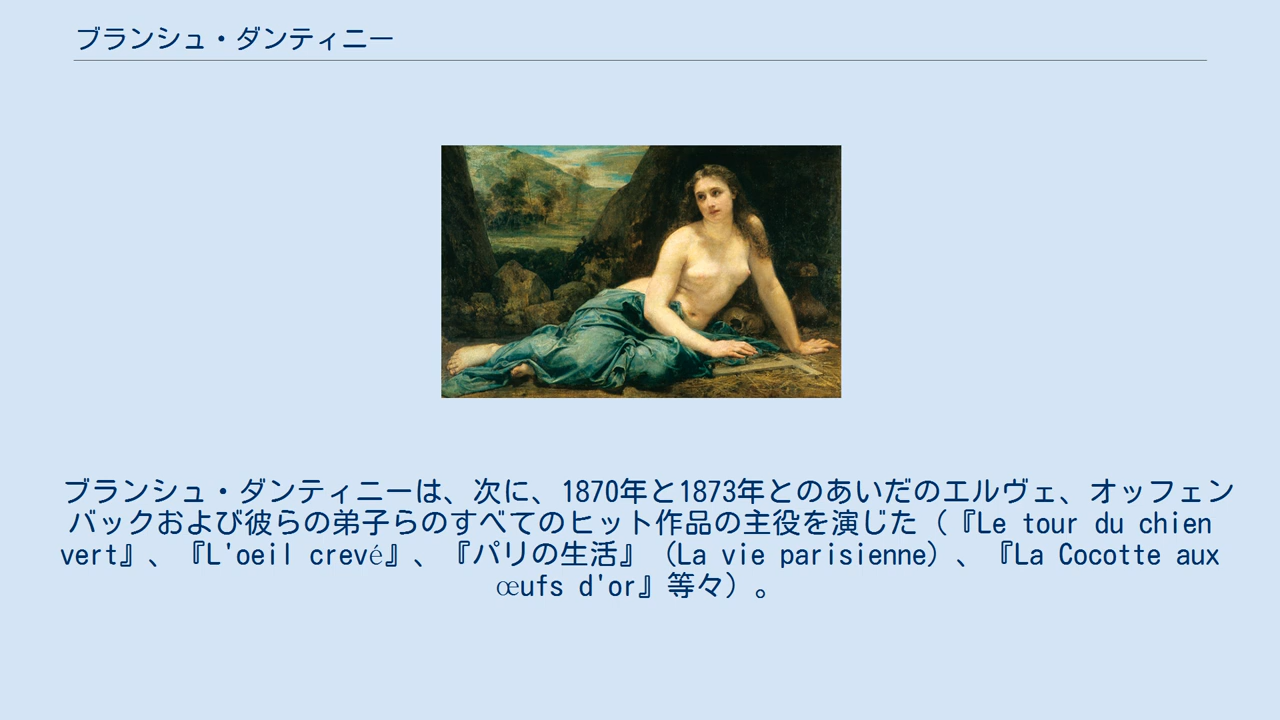 ブランシュ・ダンティニー
ブランシュ・ダンティニーは、次に、1870年と1873年とのあいだのエルヴェ、オッフェン
バックおよび彼らの弟子らのすべてのヒット作品の主役を演じた（『Le tour du chien
vert』、『L'oeil crevé』、『パリの生活』（La vie parisienne）、『La Cocotte aux
œufs d'or』等々）。